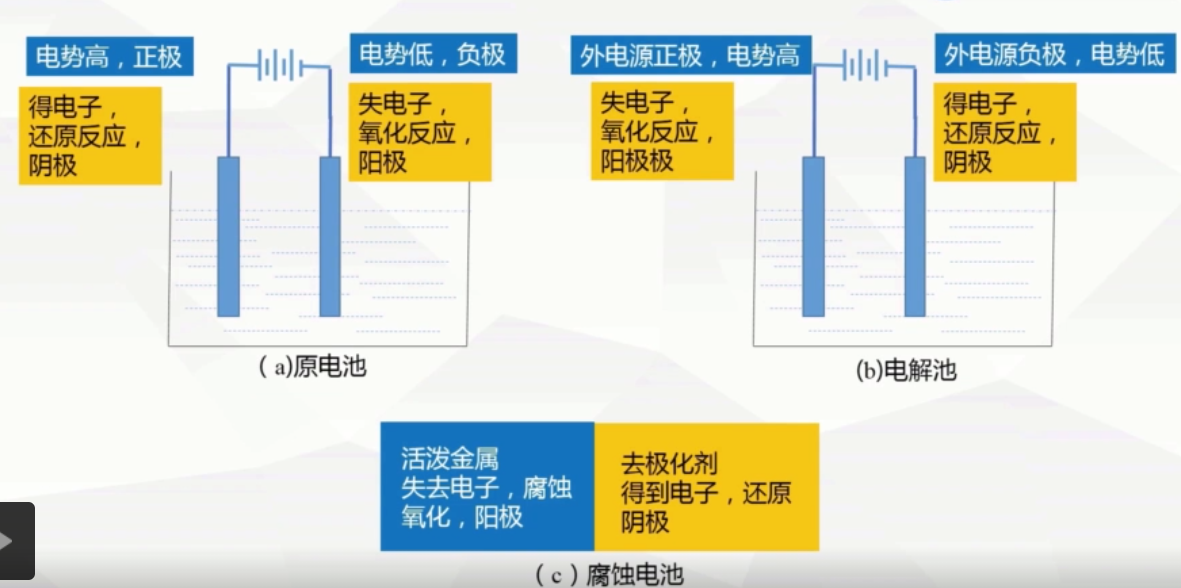 电势高，正极
电势低，负极
外电源正极，电势高
外电源负极，电势低
得电子，
还原反应，
阴极
失电子，
氧化反应，
阳极
失电子，
氧化反应，
阳极极
得电子，
还原反应，
阴极
（a)原电池
(b)电解池
活泼金属
失去电子，腐蚀
氧化，阳极
去极化剂
得到电子，还原
阴极
（c）腐蚀电池